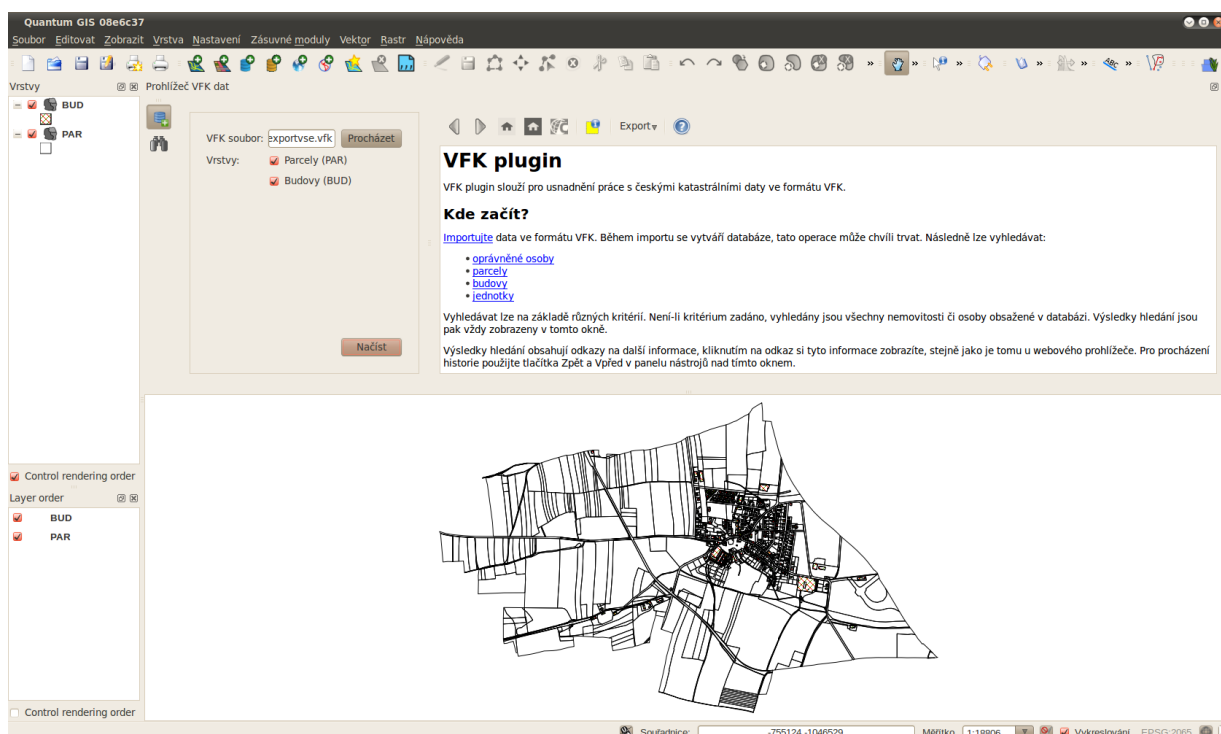 Quantum GIS 08e6c37
Soubor Editovat Zobrazit Vrstva Nastavení Zásuvné moduly Vektor Rastr Nápověda
Vrstvy
BUD
PAR
Control rendering order
Layer order
BUD
PAR
Control rendering order
Prohlížeč VFK dat
VFK soubor: exportvse.vfk Procházet
Vrstvy: Parcely (PAR)
Budovy (BUD)
Načíst
Export
VFK plugin
VFK plugin slouží pro usnadnění práce s českými katastrálními daty ve formátu VFK.
Kde začít?
Importujte data ve formátu VFK. Během importu se vytváří databáze, tato operace může chvíli trvat. Následně lze vyhledávat:
• oprávněné osoby
• parcely
• budovy
• jednotky
Vyhledávat lze na základě různých kritérií. Není-li kritérium zadáno, vyhledány jsou všechny nemovitosti či osoby obsažené v databázi. Výsledky hledání jsou
pak vždy zobrazeny v tomto okně.
Výsledky hledání obsahují odkazy na další informace, kliknutím na odkaz si tyto informace zobrazíte, stejně jako je tomu u webového prohlížeče. Pro procházení
historie použijte tlačítka Zpět a Vpřed v panelu nástrojů nad tímto oknem.
Souřadnice: -755124,-1046529 Měřítko 1:18806 Vykreslování EPSG:2065